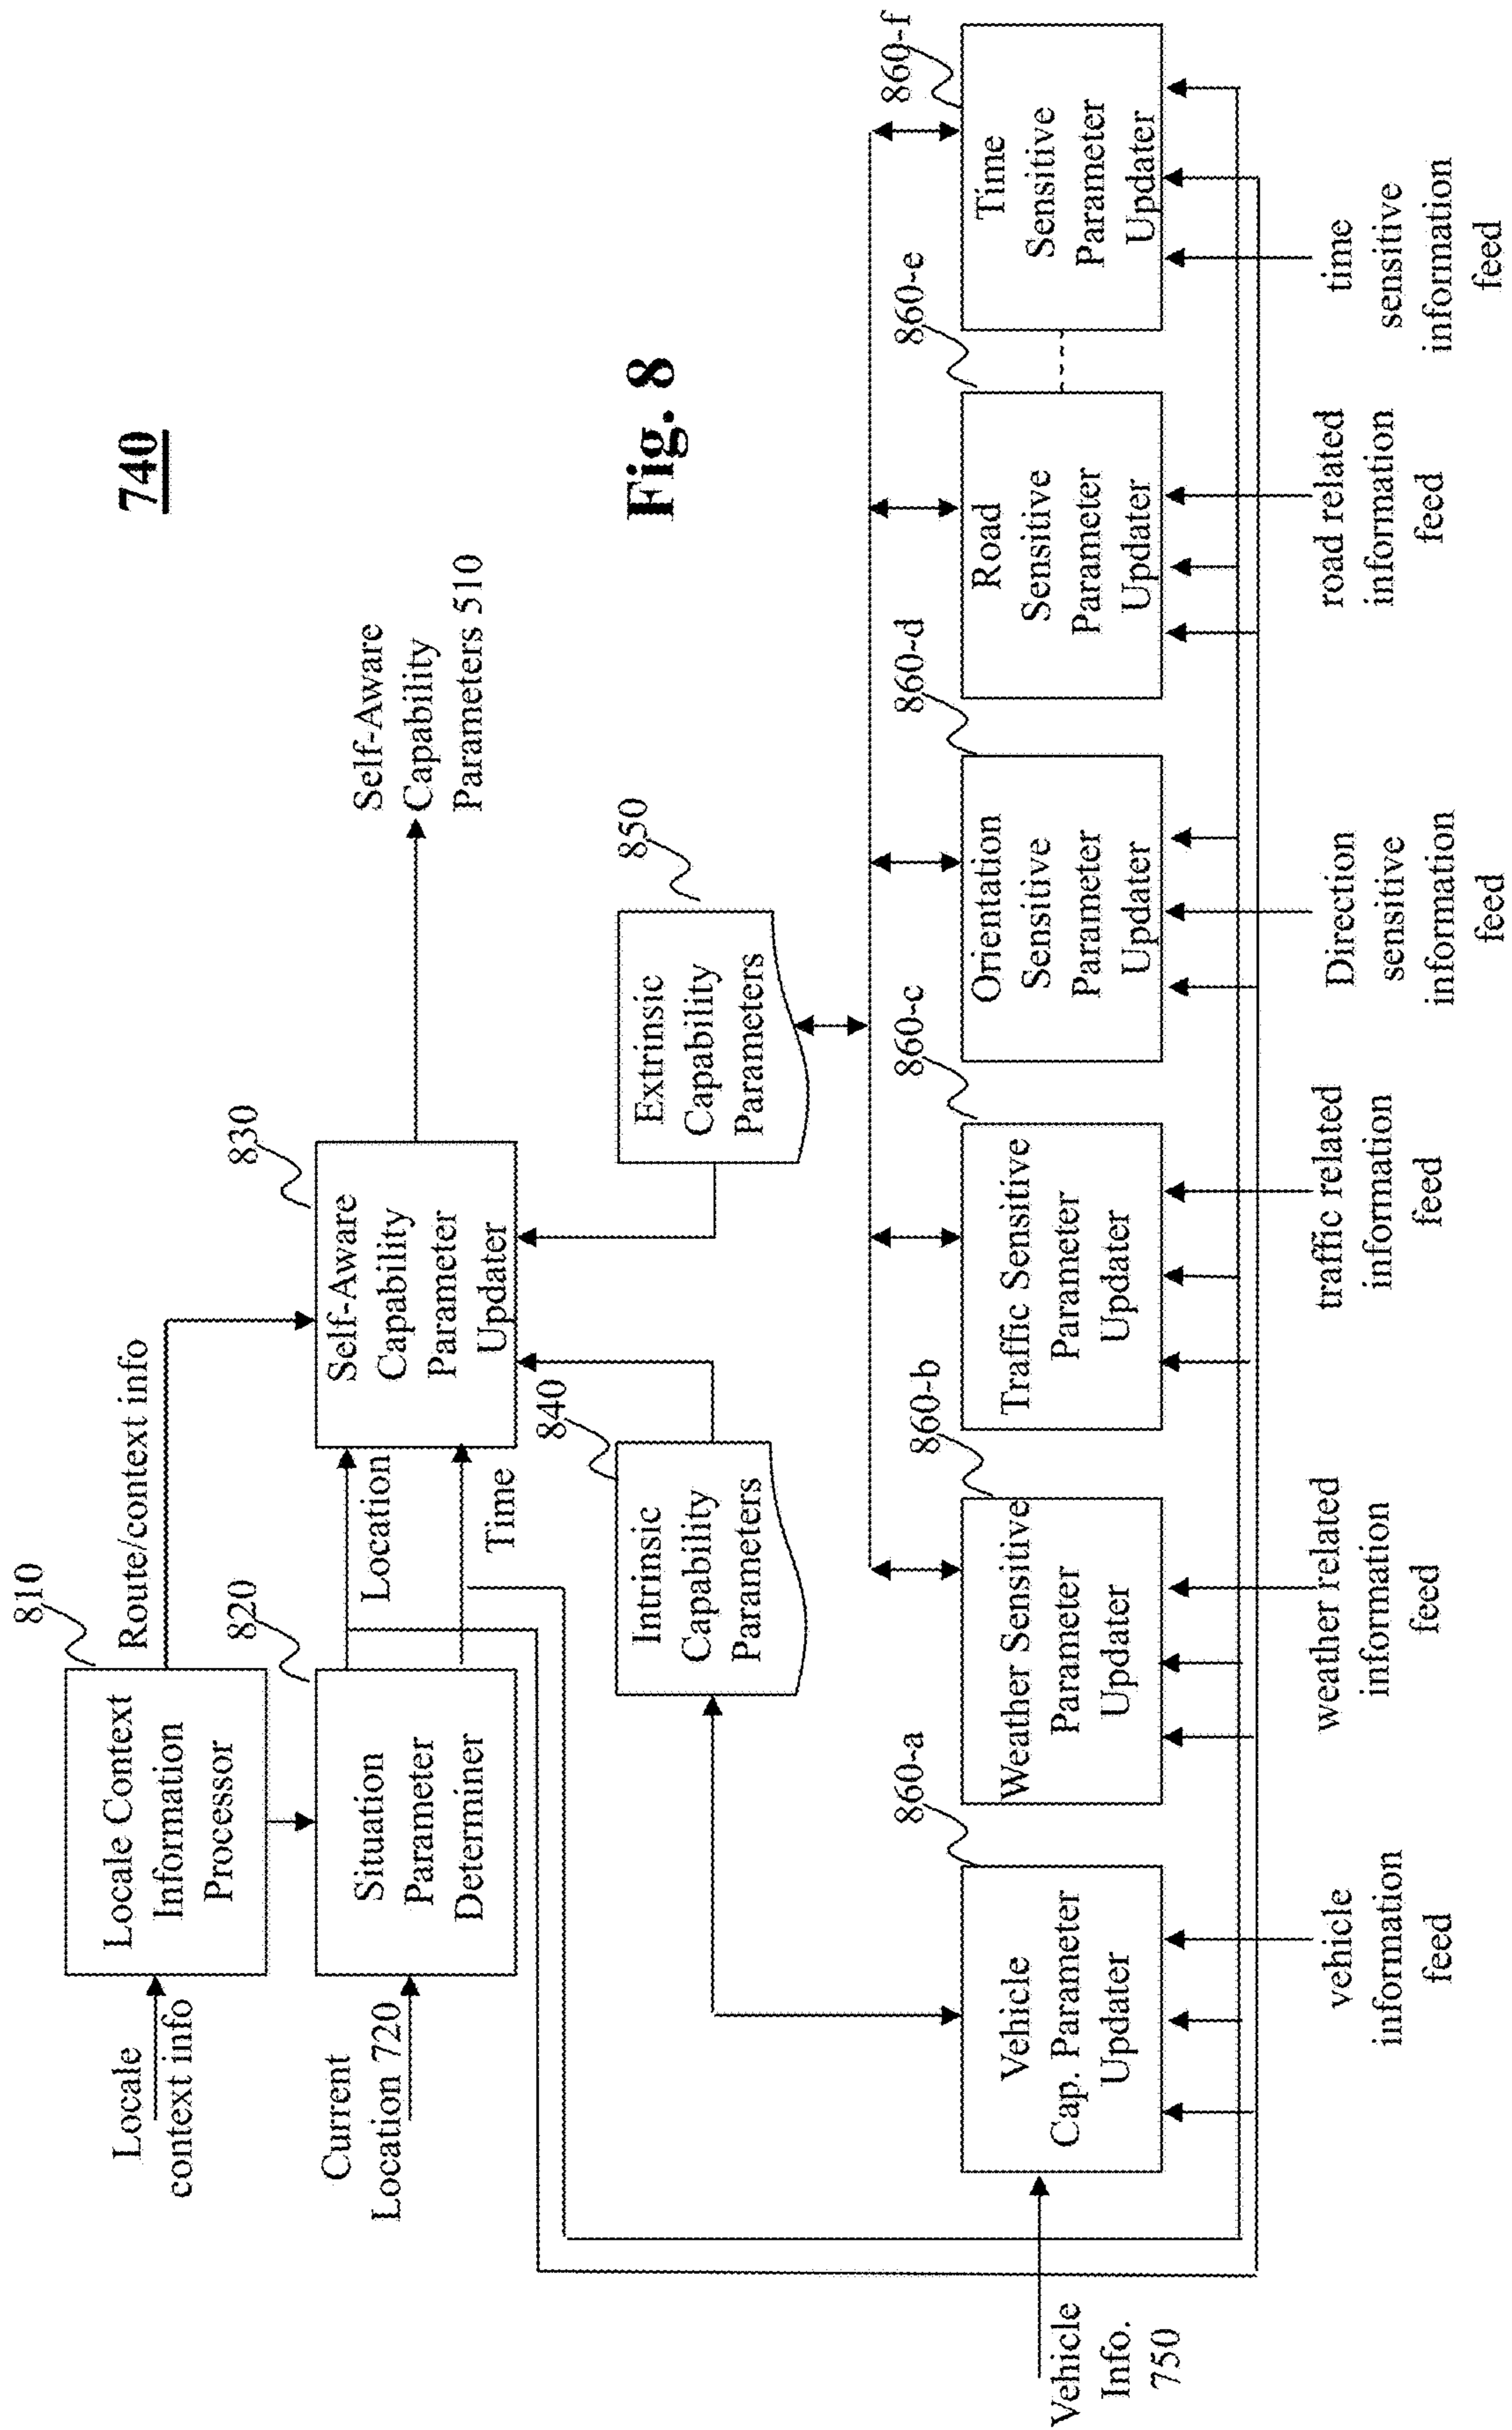 740
Locale
context info
810
Locale Context
Information
Processor
Route/context info
Current
Location 720
820
Situation
Parameter
Determiner
Location
Time
830
Self-Aware
Capability
Parameter
Updater
Self-Aware
Capability
Parameters 510
840
Intrinsic
Capability
Parameters
850
Extrinsic
Capability
Parameters
Fig. 8
Vehicle
Info.
750
860-a
Vehicle
Cap. Parameter
Updater
860-b
Weather Sensitive
Parameter
Updater
860-c
Traffic Sensitive
Parameter
Updater
860-d
Orientation
Sensitive
Parameter
Updater
860-e
Road
Sensitive
Parameter
Updater
860-f
Time
Sensitive
Parameter
Updater
vehicle
information
feed
weather related
information
feed
traffic related
information
feed
Direction
sensitive
information
feed
road related
information
feed
time
sensitive
information
feed